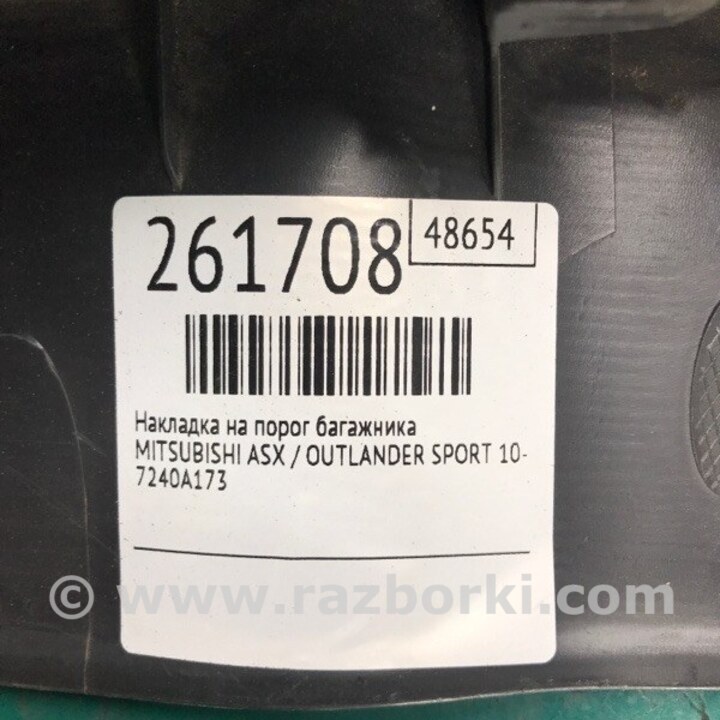 261708
48654
Накладка на порог багажника
MITSUBISHI ASX / OUTLANDER SPORT 10-
7240A173
© www.razborki.com